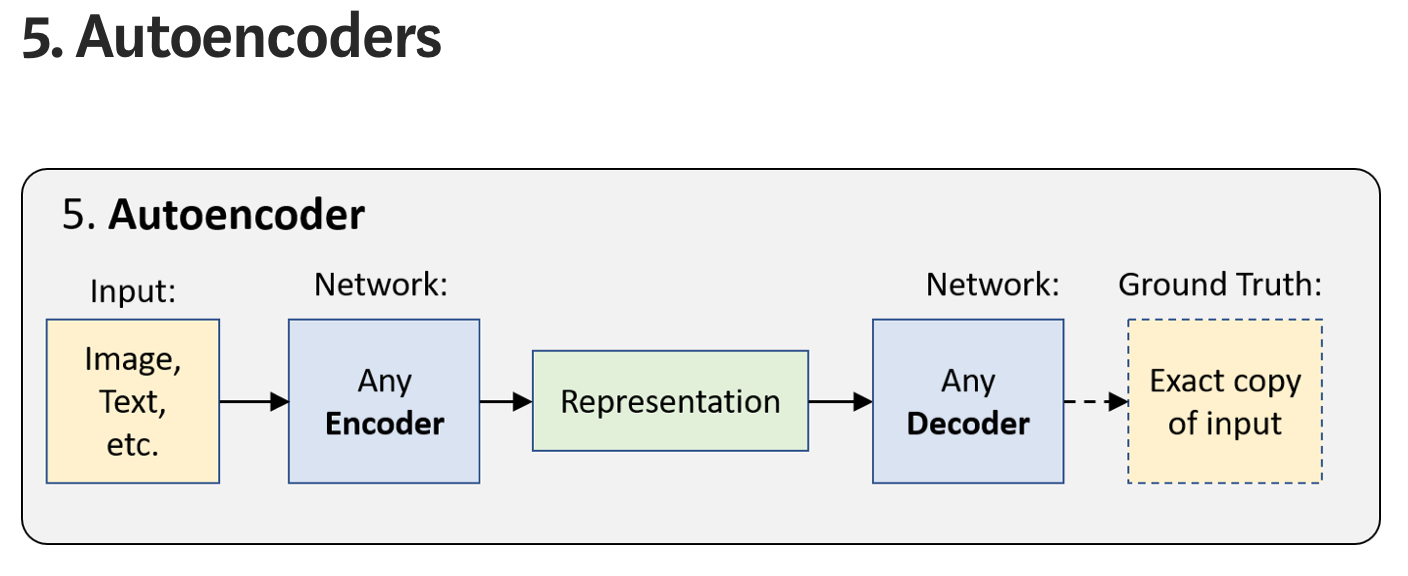 5. Autoencoders
5. Autoencoder
Input:
Network:
Network:
Ground Truth:
Image,
Text,
etc.
Any
Encoder
Representation
Any
Decoder
Exact copy
of input